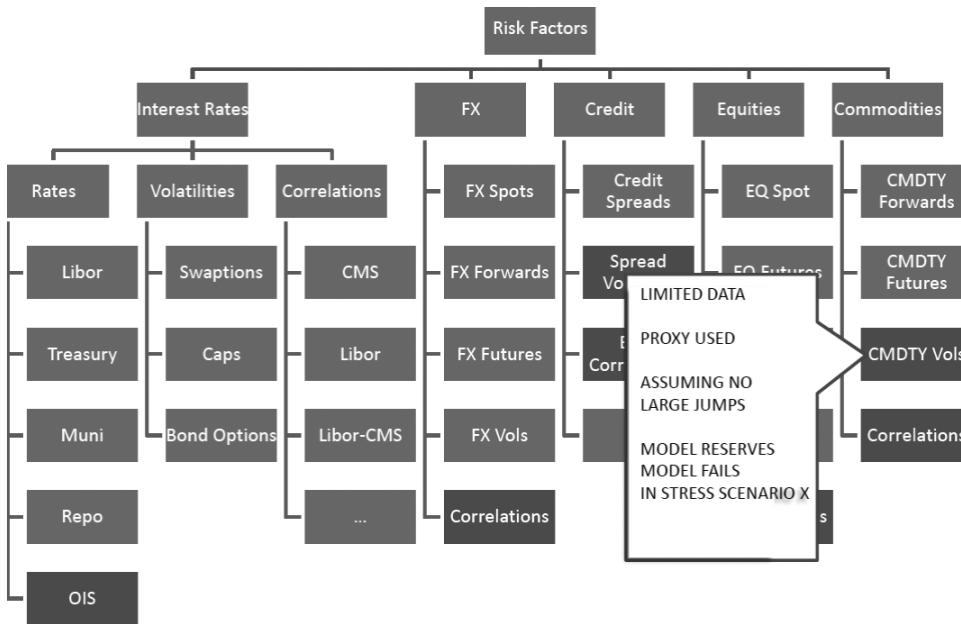 Risk Factors
Interest Rates
FX
Credit
Equities
Commodities
Rates
Volatilities
Correlations
FX Spots
Credit
Spreads
EQ Spot
CMDTY
Forwards
Libor
Swaptions
CMS
FX Forwards
Spread
EQ Futures
CMDTY
Futures
Treasury
Caps
Libor
FX Futures
CMDTY Vols
Muni
Bond Options
Libor-CMS
FX Vols
Correlations
Repo
...
Correlations
OIS
LIMITED DATA
PROXY USED
ASSUMING NO
LARGE JUMPS
MODEL RESERVES
MODEL FAILS
IN STRESS SCENARIO X